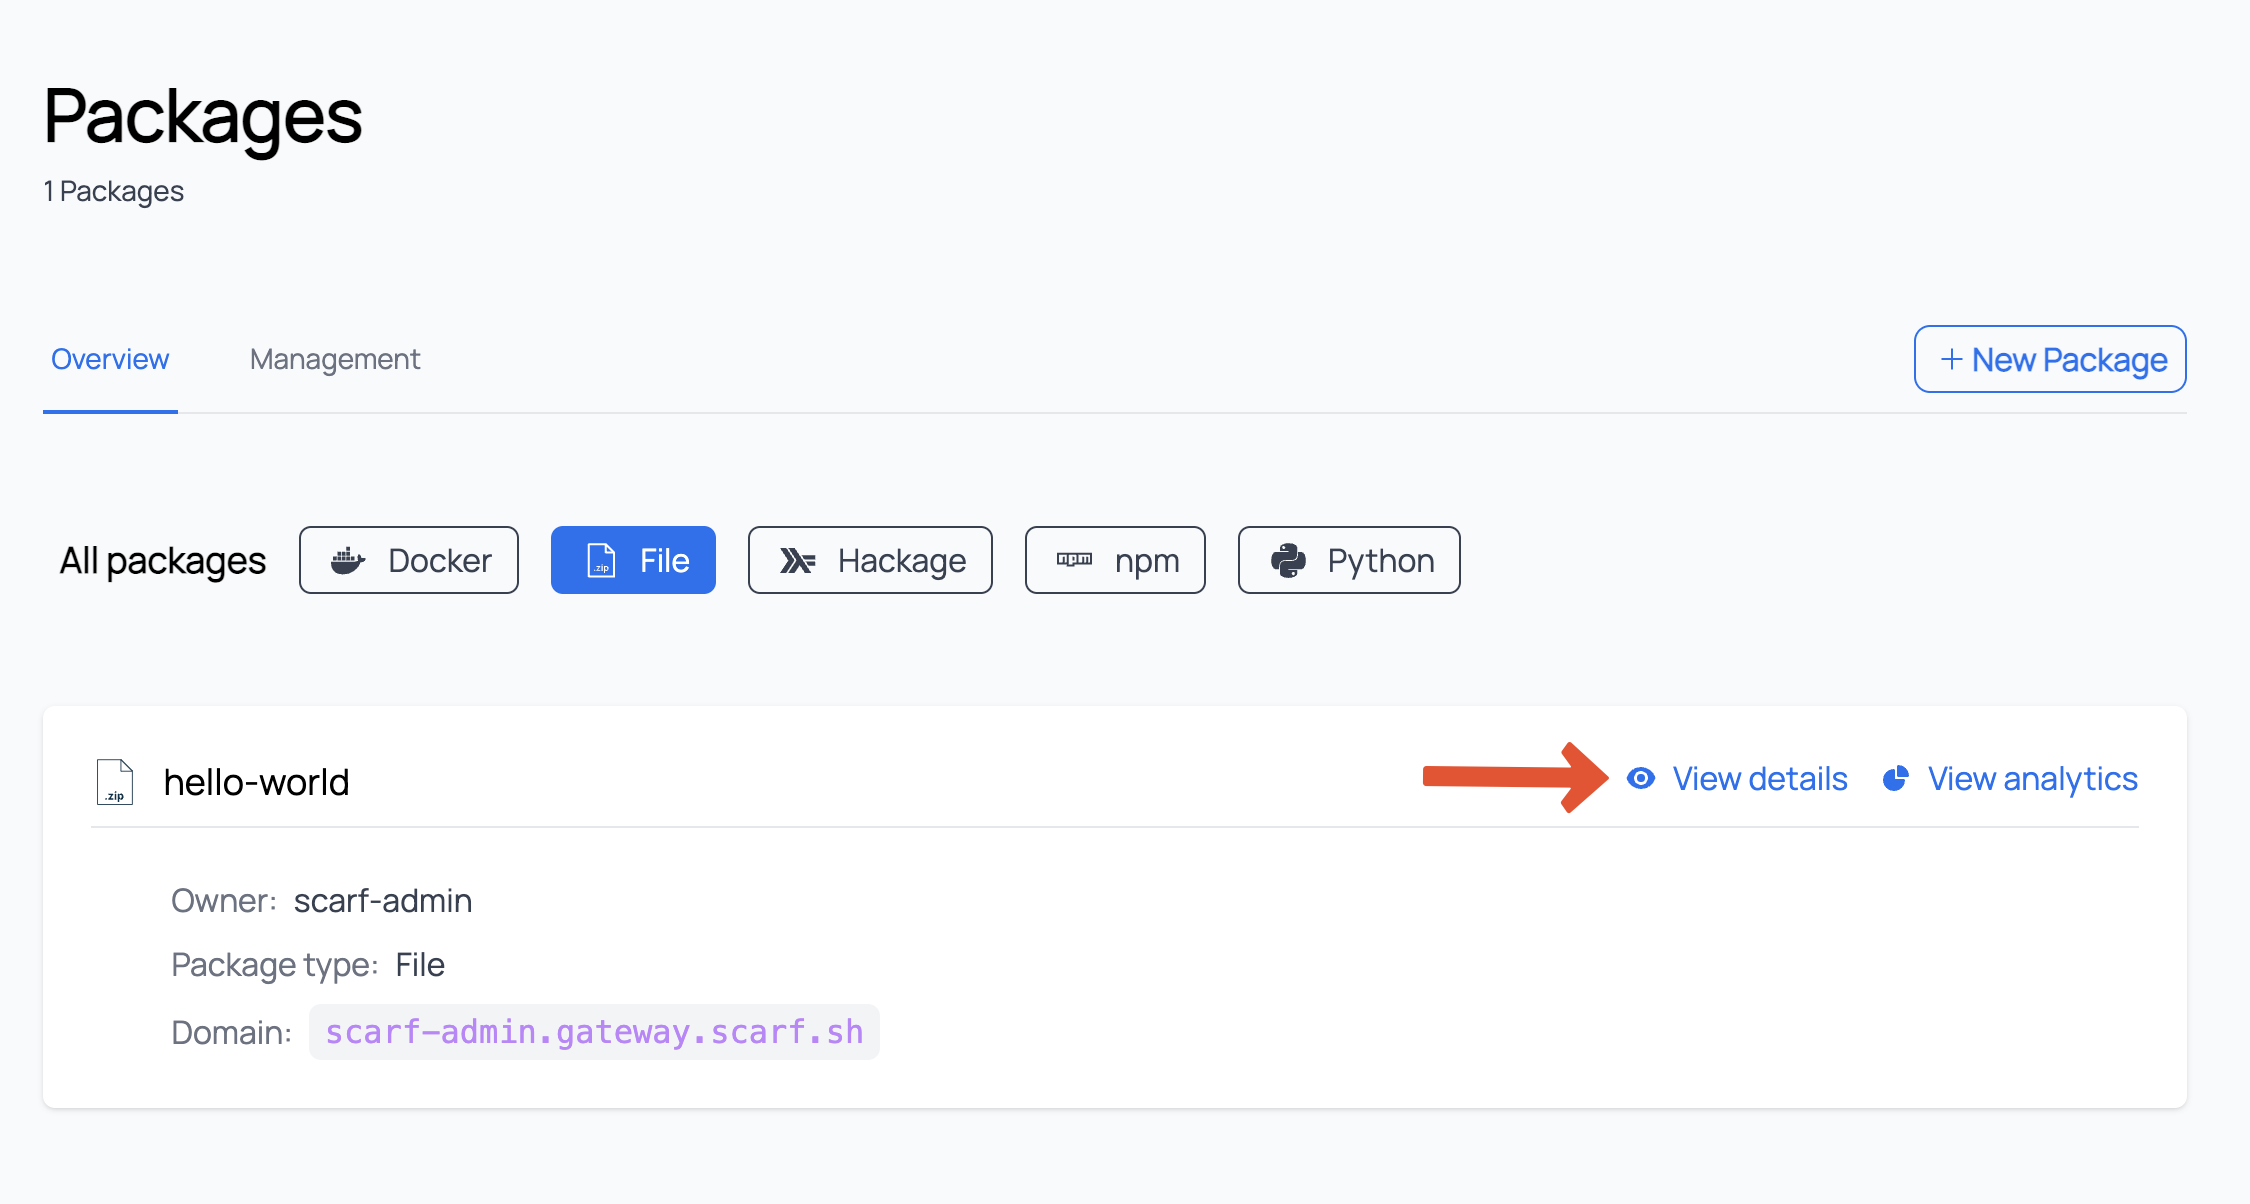 Packages
1 Packages
Overview Management + New Package
All packages Docker .zip File Hackage npm npm Python
.zip hello-world View details View analytics
Owner: scarf-admin
Package type: File
Domain: scarf-admin.gateway.scarf.sh